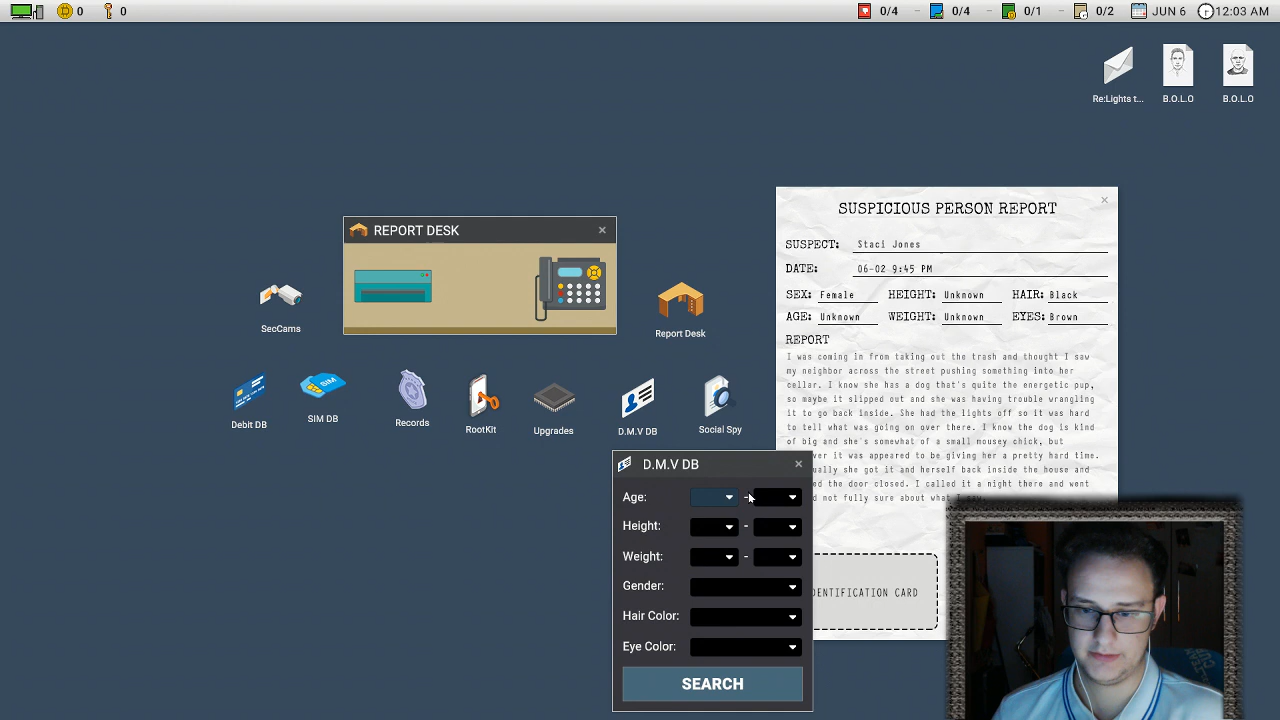 0
0
0/4
0/4
0/1
0/2
JUN 6
12:03 AM
Re:Lights t...
B.O.L.O
B.O.L.O
REPORT DESK
SecCams
Report Desk
Debit DB
SIM DB
Records
RootKit
Upgrades
D.M.V DB
Social Spy
SUSPICIOUS PERSON REPORT
SUSPECT: Staci Jones
DATE: 06-02 9:45 PM
SEX: Female HEIGHT: Unknown HAIR: Black
AGE: Unknown WEIGHT: Unknown EYES: Brown
REPORT
I was coming in from taking out the trash and thought I saw
my neighbor across the street pushing something into her
cellar. I know she has a dog that's quite the energetic pup,
so maybe it slipped out and she was having trouble wrangling
it to go back inside. She had the lights off so it was hard
to tell what was going on over there. I know the dog is kind
of big and she's somewhat of a small mousey chick, but
it was appeared to be giving her a pretty hard time.
she got it and herself back inside the house and
the door closed. I called it a night there and went
not fully sure about what I
CARD
D.M.V DB
Age: -
Height: -
Weight: -
Gender:
Hair Color:
Eye Color:
SEARCH